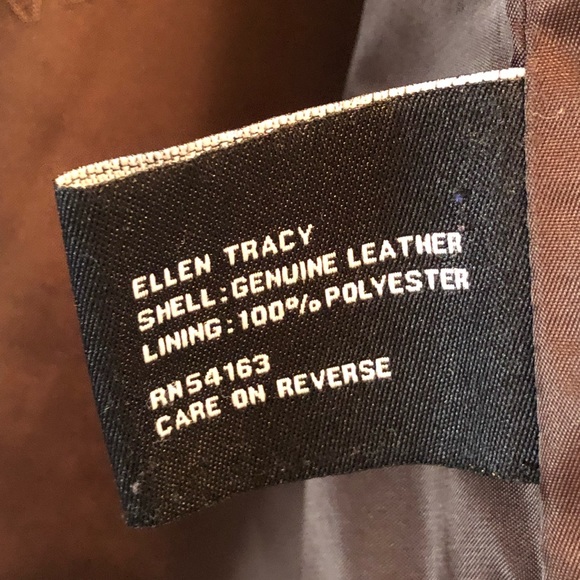 ELLEN TRACY
SHELL: GENUINE LEATHER
LINING: 100% POLYESTER
RN54163
CARE ON REVERSE